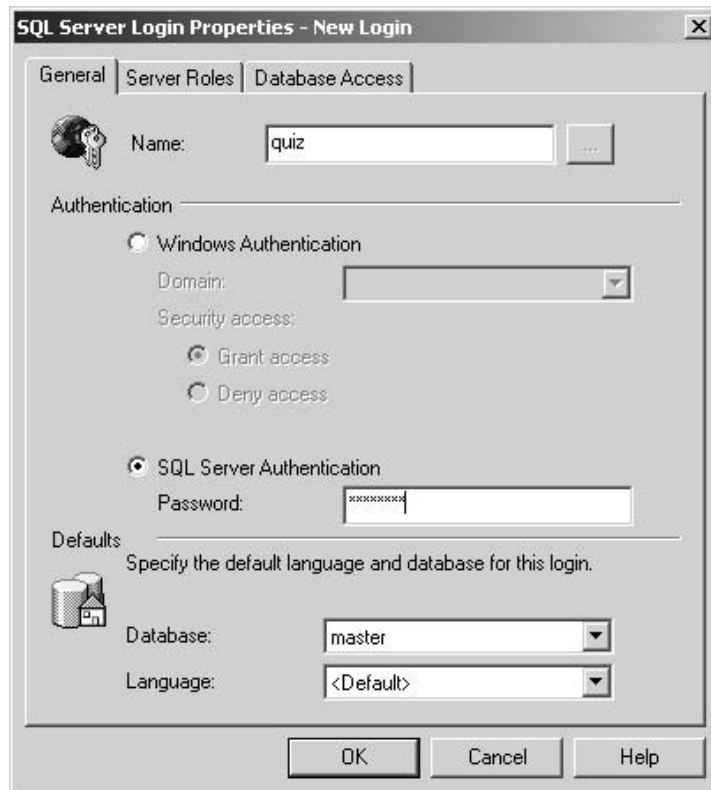 SQL Server Login Properties - New Login
General Server Roles Database Access
Name: quiz ...
Authentication
Windows Authentication
Domain:
Security access:
Grant access
Deny access
SQL Server Authentication
Password: ********
Defaults
Specify the default language and database for this login.
Database: master
Language: <Default>
OK Cancel Help